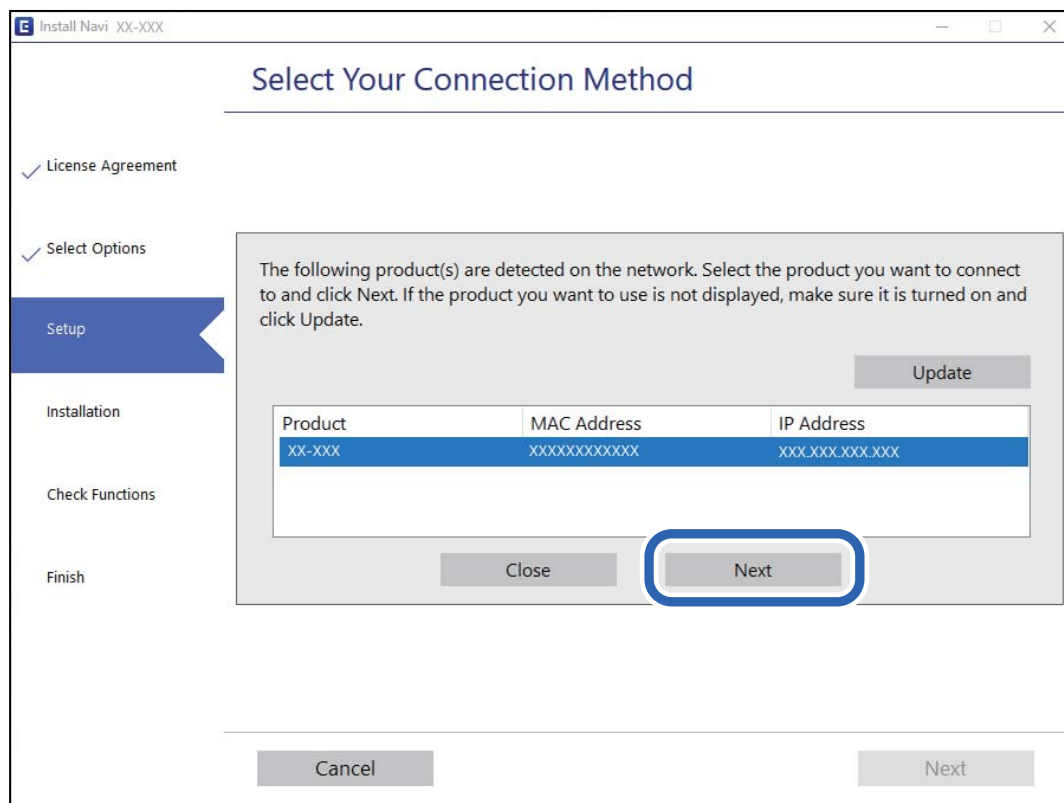 E Install Navi XX-XXX
Select Your Connection Method
License Agreement
Select Options
Setup
Installation
Check Functions
Finish
The following product(s) are detected on the network. Select the product you want to connect
to and click Next. If the product you want to use is not displayed, make sure it is turned on and
click Update.
Update
Product MAC Address IP Address
XX-XXX XXXXXXXXXXXX XXX.XXX.XXX.XXX
Close Next
Cancel Next